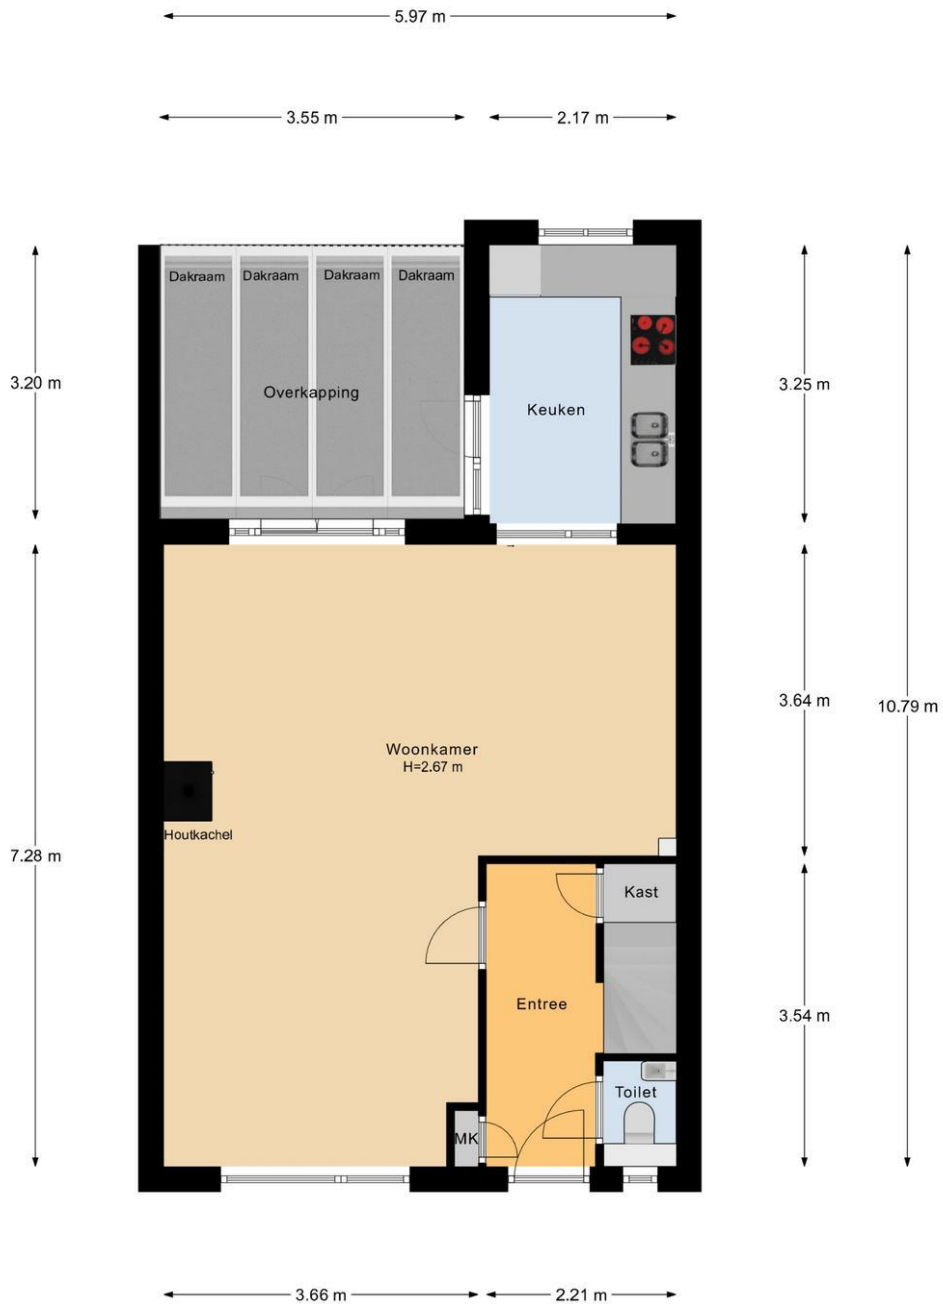 5.97 m
3.55 m
2.17 m
Dakraam
Dakraam
Dakraam
Dakraam
3.20 m
Overkapping
3.25 m
Keuken
3.64 m
10.79 m
Woonkamer
H=2.67 m
Houtkachel
7.28 m
Kast
Entree
3.54 m
Toilet
MK
3.66 m
2.21 m